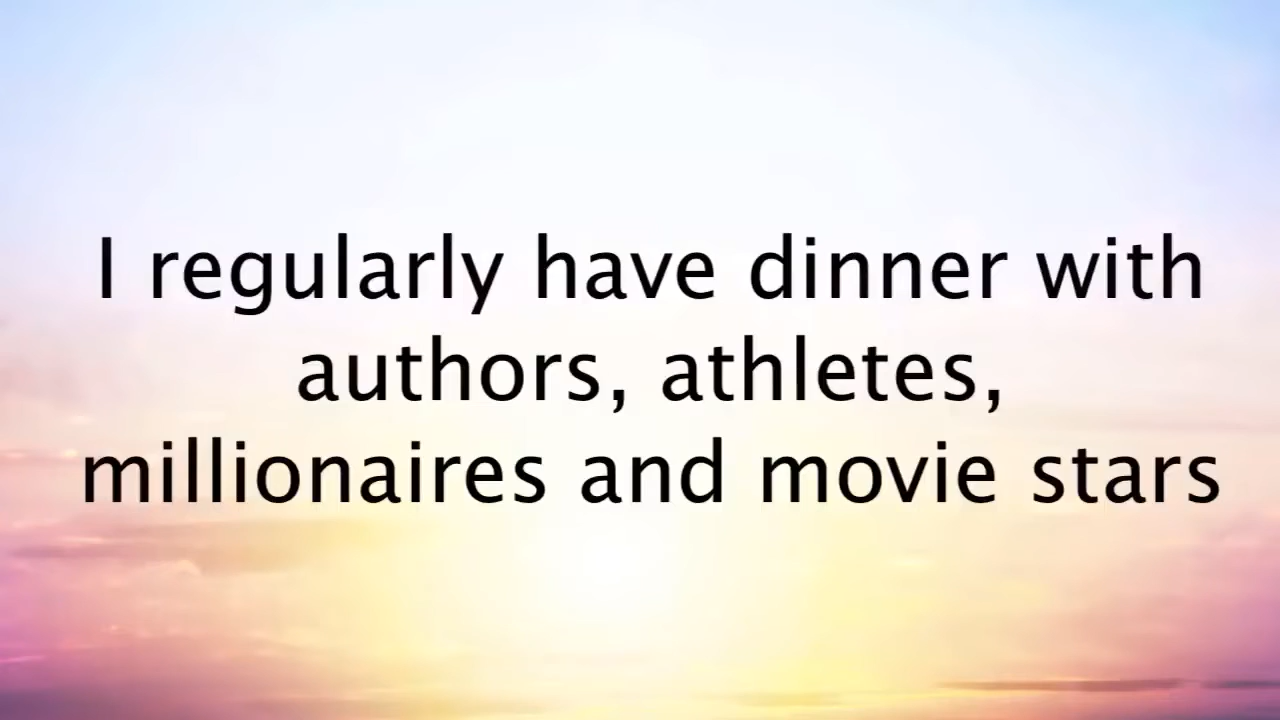 I regularly have dinner with
authors, athletes,
millionaires and movie stars